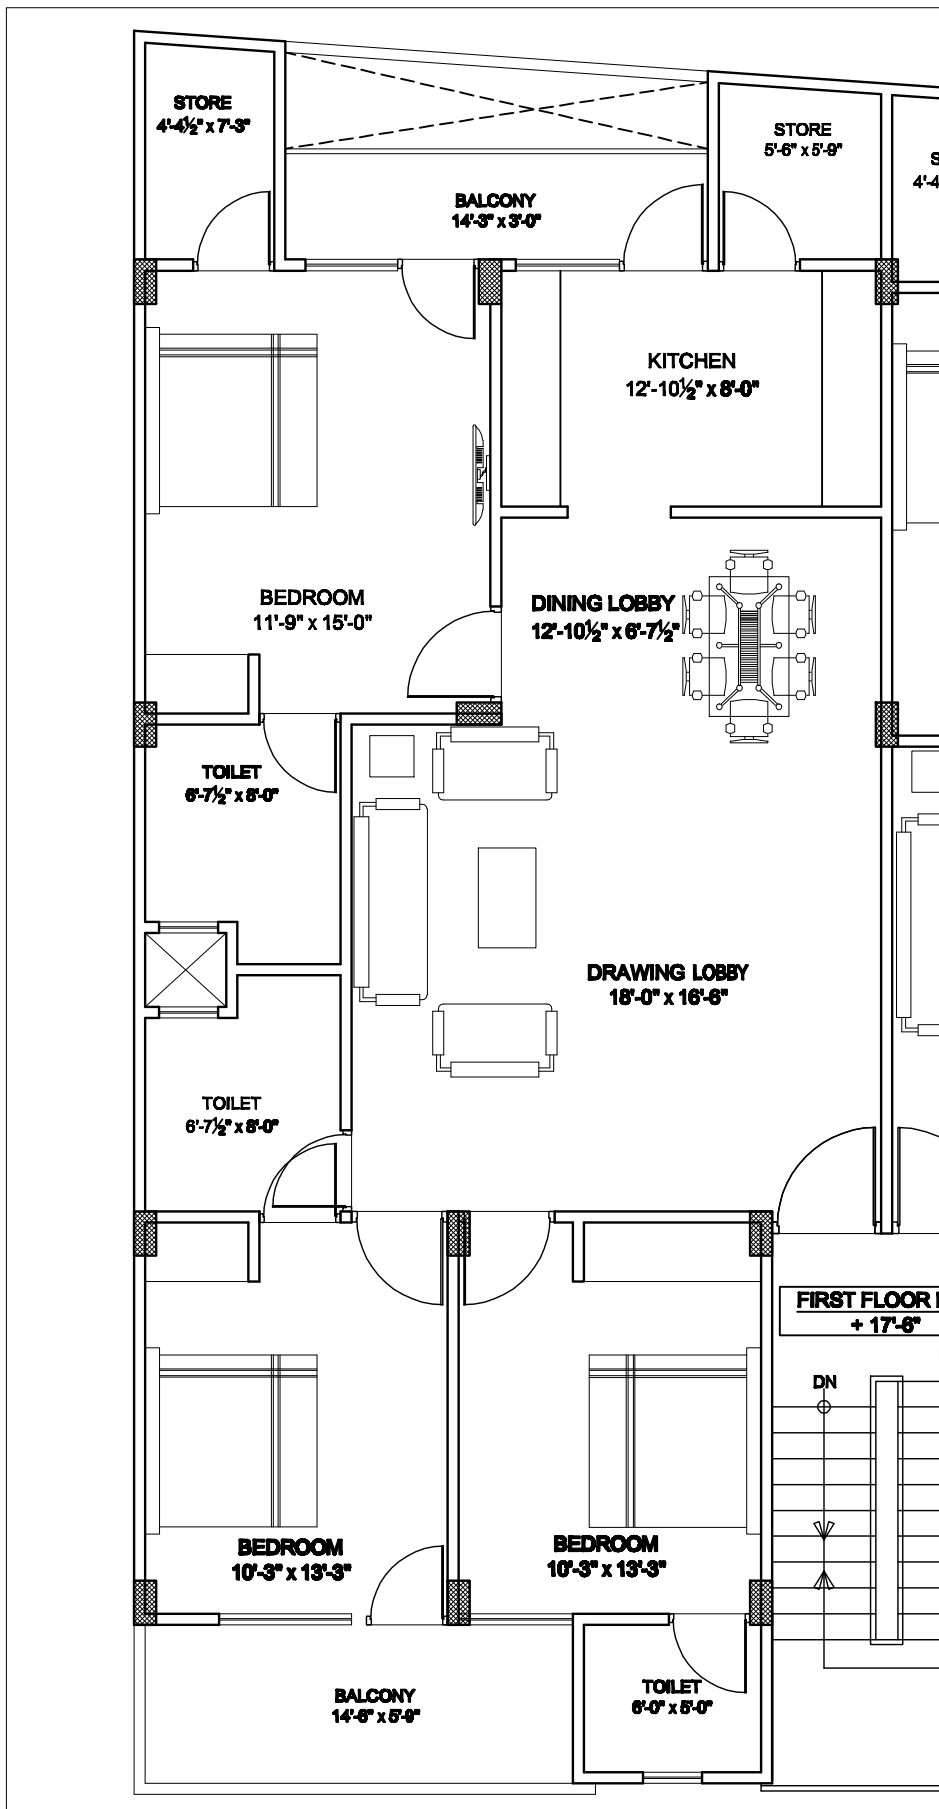 STORE
4'-4½" x 7'-3"
STORE
5'-6" x 5'-9"
S
4'-4
BALCONY
14'-3" x 3'-0"
KITCHEN
12'-10½" x 8'-0"
BEDROOM
11'-9" x 15'-0"
DINING LOBBY
12'-10½" x 6'-7½"
TOILET
6'-7½" x 8'-0"
DRAWING LOBBY
18'-0" x 16'-6"
TOILET
6'-7½" x 8'-0"
FIRST FLOOR
+ 17'-6"
DN
BEDROOM
10'-3" x 13'-3"
BEDROOM
10'-3" x 13'-3"
BALCONY
14'-6" x 5'-9"
TOILET
6'-0" x 5'-0"